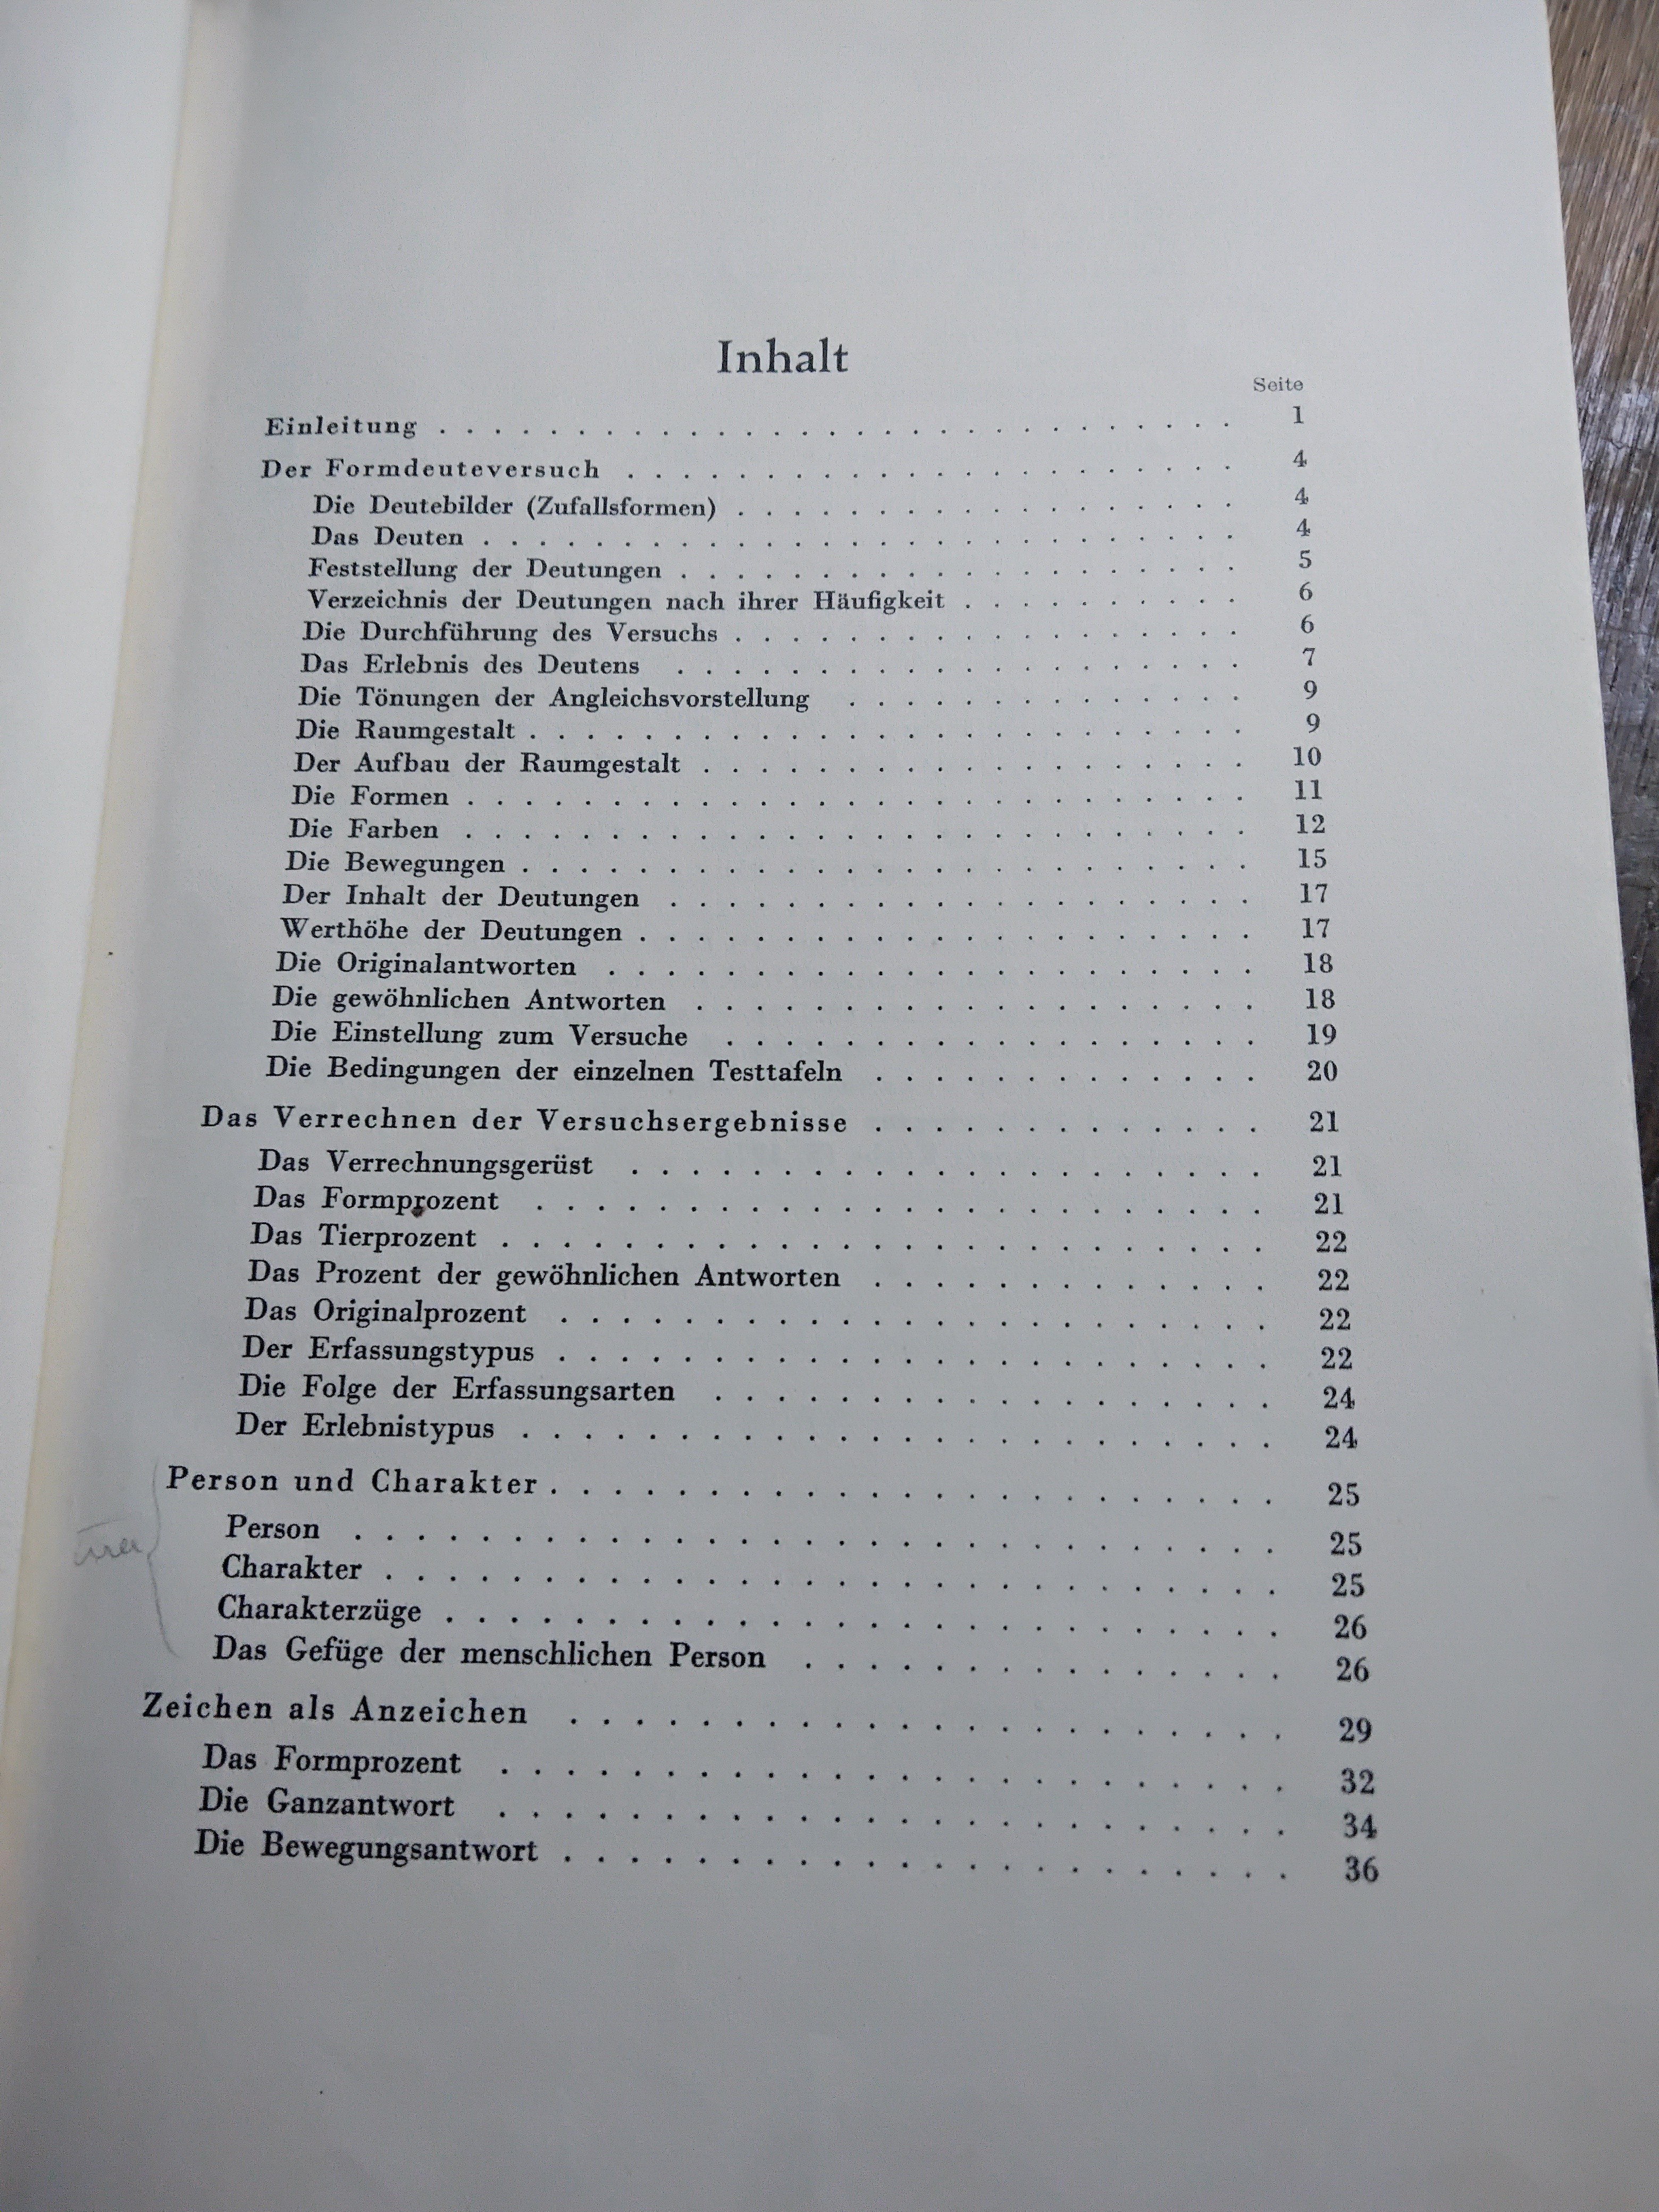 Inhalt
Seite
Einleitung . . . . . . . . . . . . . . . . . . . . . . . . . . . . . 1
Der Formdeuteversuch . . . . . . . . . . . . . . . . . . . . . . 4
Die Deutebilder (Zufallsformen) . . . . . . . . . . . . . . . . . . 4
Das Deuten . . . . . . . . . . . . . . . . . . . . . . . . . . . 4
Feststellung der Deutungen . . . . . . . . . . . . . . . . . . . . 5
Verzeichnis der Deutungen nach ihrer Häufigkeit . . . . . . . . . . 6
Die Durchführung des Versuchs . . . . . . . . . . . . . . . . . . 6
Das Erlebnis des Deutens . . . . . . . . . . . . . . . . . . . . 7
Die Tönungen der Angleichsvorstellung . . . . . . . . . . . . . . 9
Die Raumgestalt . . . . . . . . . . . . . . . . . . . . . . . . . 9
Der Aufbau der Raumgestalt . . . . . . . . . . . . . . . . . . . 10
Die Formen . . . . . . . . . . . . . . . . . . . . . . . . . . . 11
Die Farben . . . . . . . . . . . . . . . . . . . . . . . . . . . 12
Die Bewegungen . . . . . . . . . . . . . . . . . . . . . . . . . 15
Der Inhalt der Deutungen . . . . . . . . . . . . . . . . . . . . 17
Werthöhe der Deutungen . . . . . . . . . . . . . . . . . . . . . 17
Die Originalantworten . . . . . . . . . . . . . . . . . . . . . . 18
Die gewöhnlichen Antworten . . . . . . . . . . . . . . . . . . . 18
Die Einstellung zum Versuche . . . . . . . . . . . . . . . . . . 19
Die Bedingungen der einzelnen Testtafeln . . . . . . . . . . . . . 20
Das Verrechnen der Versuchsergebnisse . . . . . . . . . . . . . 21
Das Verrechnungsgerüst . . . . . . . . . . . . . . . . . . . . . 21
Das Formprozent . . . . . . . . . . . . . . . . . . . . . . . . 21
Das Tierprozent . . . . . . . . . . . . . . . . . . . . . . . . . 22
Das Prozent der gewöhnlichen Antworten . . . . . . . . . . . . . 22
Das Originalprozent . . . . . . . . . . . . . . . . . . . . . . . 22
Der Erfassungstypus . . . . . . . . . . . . . . . . . . . . . . . 22
Die Folge der Erfassungsarten . . . . . . . . . . . . . . . . . . 24
Der Erlebnistypus . . . . . . . . . . . . . . . . . . . . . . . . 24
Person und Charakter . . . . . . . . . . . . . . . . . . . . . . . 25
Person . . . . . . . . . . . . . . . . . . . . . . . . . . . . . 25
Charakter . . . . . . . . . . . . . . . . . . . . . . . . . . . . 25
Charakterzüge . . . . . . . . . . . . . . . . . . . . . . . . . . 26
Das Gefüge der menschlichen Person . . . . . . . . . . . . . . . 26
Zeichen als Anzeichen . . . . . . . . . . . . . . . . . . . . . . 29
Das Formprozent . . . . . . . . . . . . . . . . . . . . . . . . 32
Die Ganzantwort . . . . . . . . . . . . . . . . . . . . . . . . 34
Die Bewegungsantwort . . . . . . . . . . . . . . . . . . . . . . 36